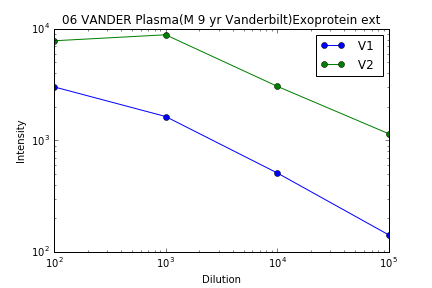 06 VANDER Plasma(M 9 yr Vanderbilt)Exoprotein ext
V1
V2
10^4
10^3
10^2
Intensity
10^2 10^3 10^4 10^5
Dilution